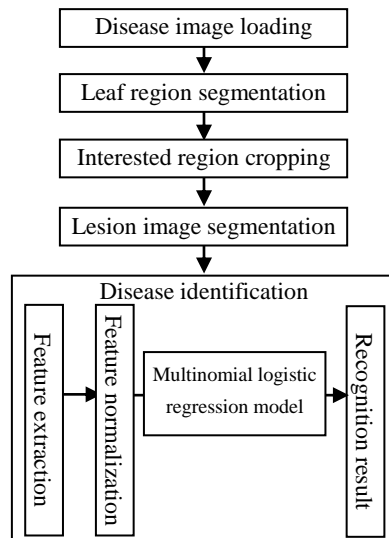 Disease image loading
Leaf region segmentation
Interested region cropping
Lesion image segmentation
Disease identification
Feature extraction
Feature normalization
Multinomial logistic
regression model
Recognition result